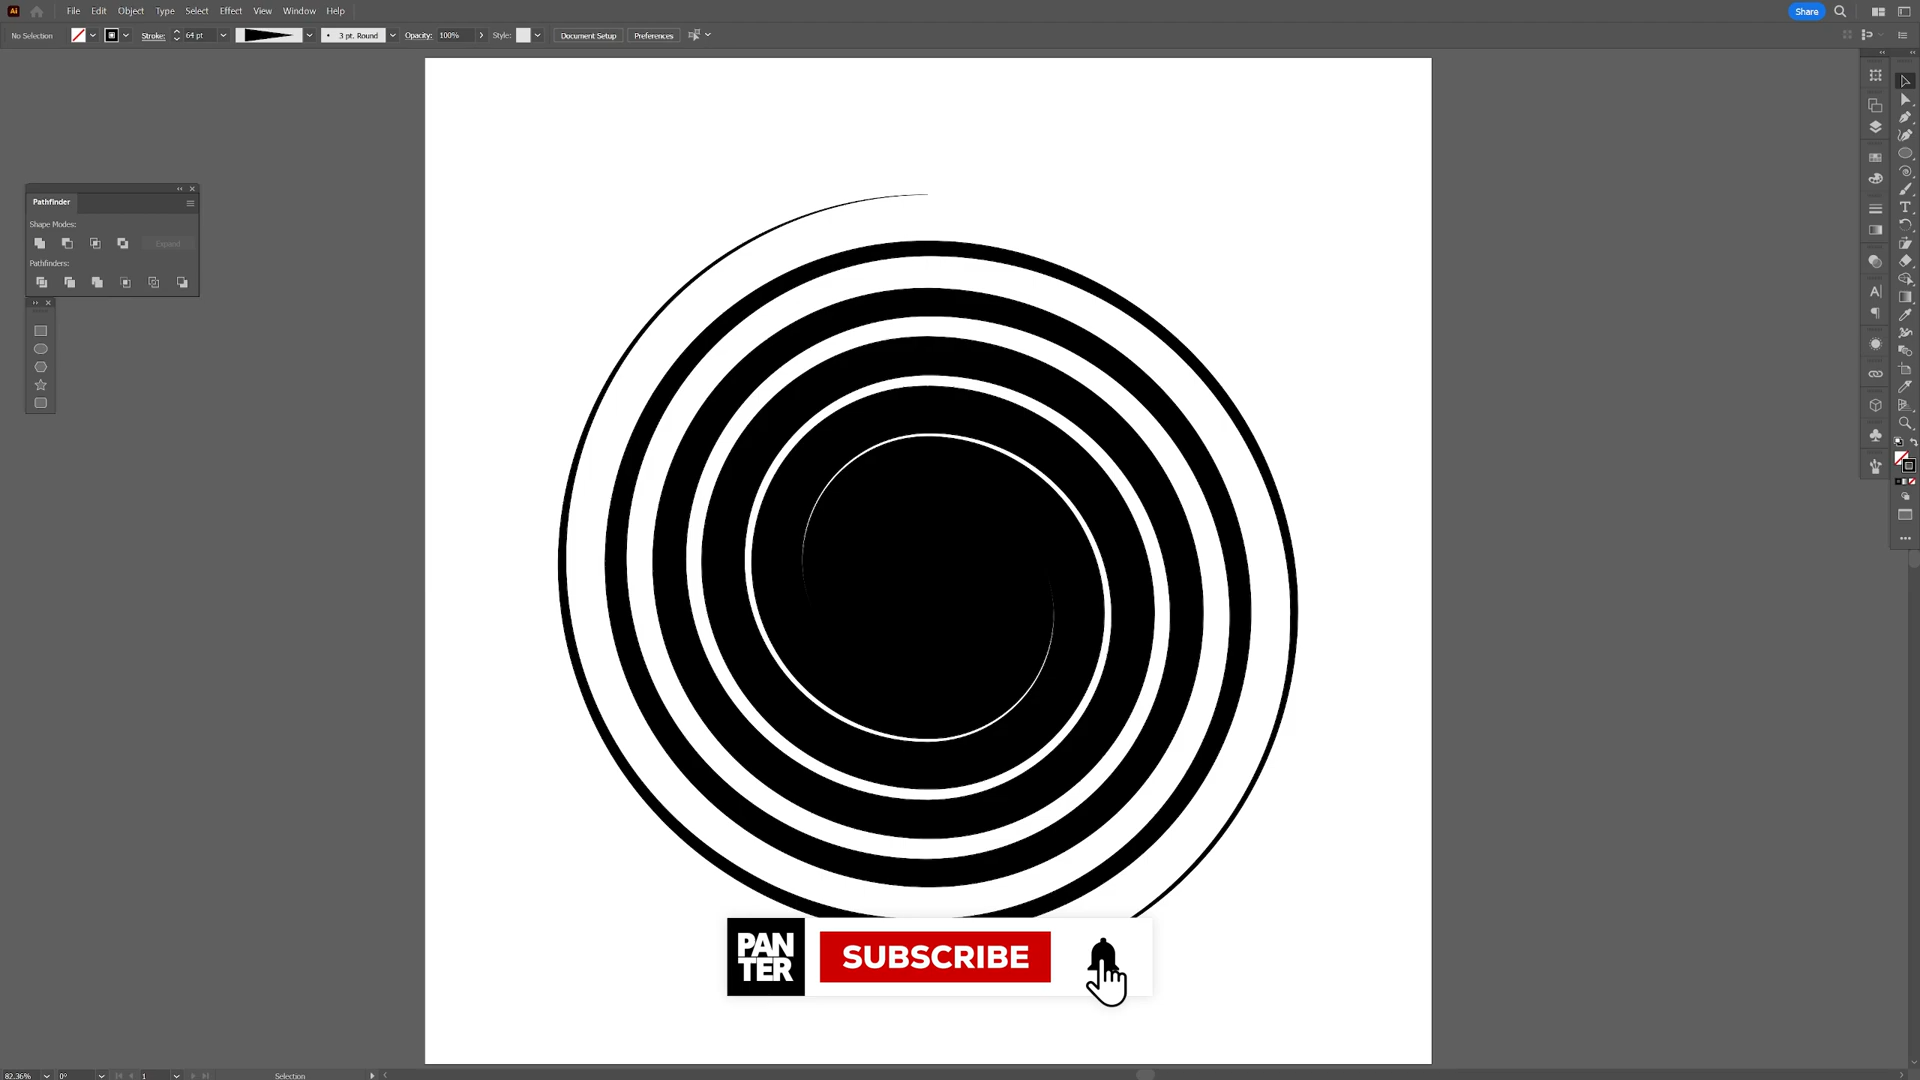 Ai File Edit Object Type Select Effect View Window Help Share
No Selection Stroke: 64 pt 3 pt. Round Opacity: 100% Style: Document Setup Preferences
Pathfinder
Shape Modes:
Expand
Pathfinders:
PAN
TER
SUBSCRIBE
82.36% 0° 1 Selection